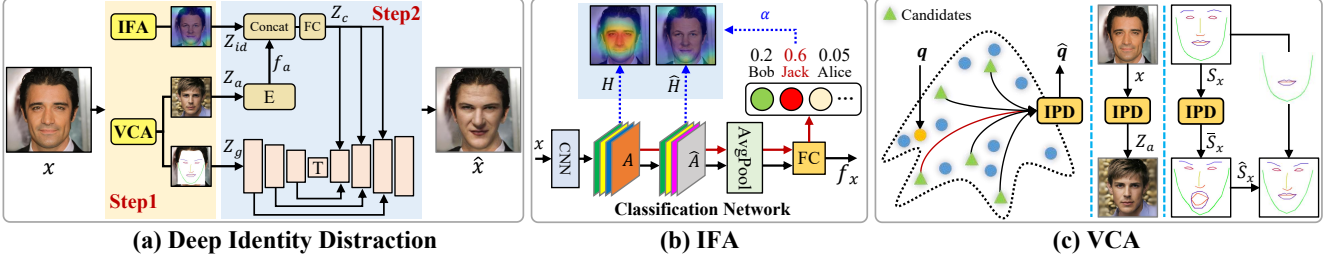 IFA
Z_id
Concat
FC
Z_c
Step2
f_a
Z_a
E
VCA
Z_g
T
x
Step1
x̂
(a) Deep Identity Distraction
α
0.2 0.6 0.05
Bob Jack Alice
...
H
Ĥ
x
CNN
A
Ã
AvgPool
FC
f_x
Classification Network
(b) IFA
Candidates
q
q̂
IPD
x
IPD
Z_a
S_x
IPD
S̄_x
Ŝ_x
(c) VCA